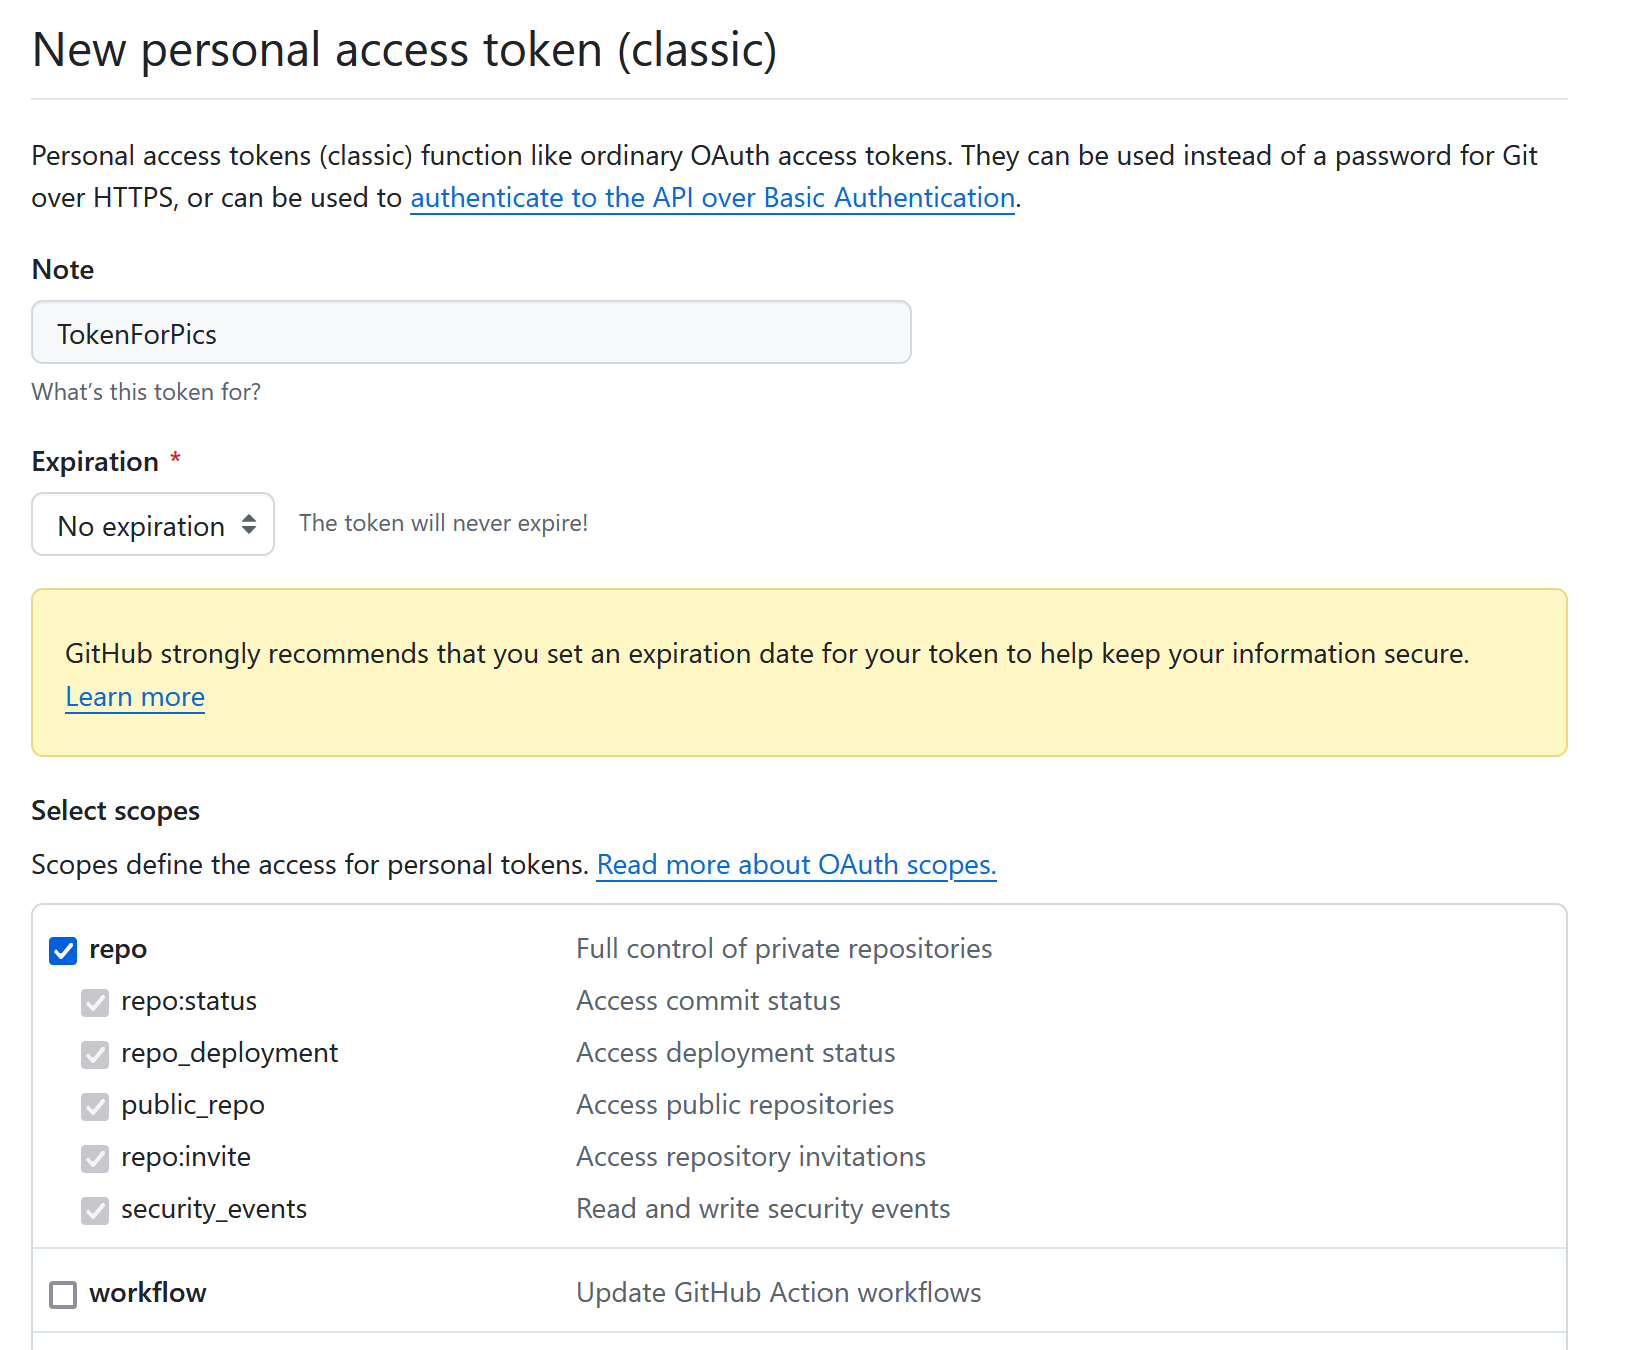 New personal access token (classic)
Personal access tokens (classic) function like ordinary OAuth access tokens. They can be used instead of a password for Git
over HTTPS, or can be used to authenticate to the API over Basic Authentication.
Note
TokenForPics
What's this token for?
Expiration *
No expiration The token will never expire!
GitHub strongly recommends that you set an expiration date for your token to help keep your information secure.
Learn more
Select scopes
Scopes define the access for personal tokens. Read more about OAuth scopes.
repo Full control of private repositories
repo:status Access commit status
repo_deployment Access deployment status
public_repo Access public repositories
repo:invite Access repository invitations
security_events Read and write security events
workflow Update GitHub Action workflows